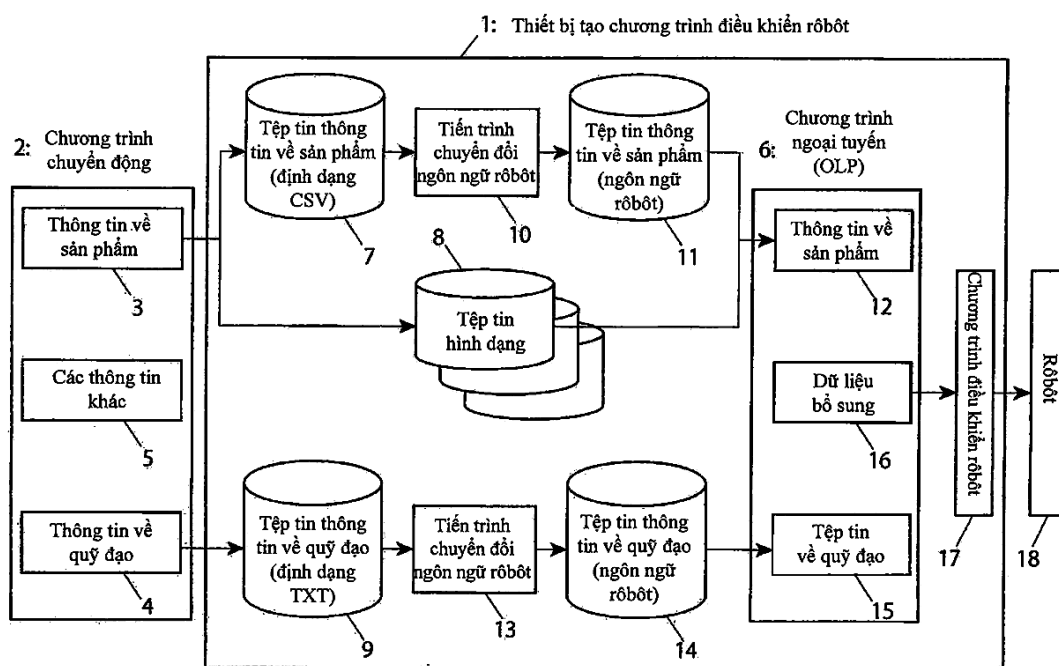 1: Thiết bị tạo chương trình điều khiển rôbôt
2: Chương trình
chuyển động
Thông tin về
sản phẩm
3
Các thông tin
khác
5
Thông tin về
quỹ đạo
4
Tệp tin thông
tin về sản phẩm
(định dạng
CSV)
7
Tiến trình
chuyển đổi
ngôn ngữ rôbôt
10
Tệp tin thông
tin về sản phẩm
(ngôn ngữ
rôbôt)
11
8
Tệp tin
hình dạng
Tệp tin thông
tin về quỹ đạo
(định dạng
TXT)
9
Tiến trình
chuyển đổi
ngôn ngữ rôbôt
13
Tệp tin thông
tin về quỹ đạo
(ngôn ngữ
rôbôt)
14
6: Chương trình
ngoại tuyến
(OLP)
Thông tin về
sản phẩm
12
Dữ liệu
bổ sung
16
Tệp tin
về quỹ đạo
15
Chương trình điều khiển rôbôt
17
Rôbôt
18